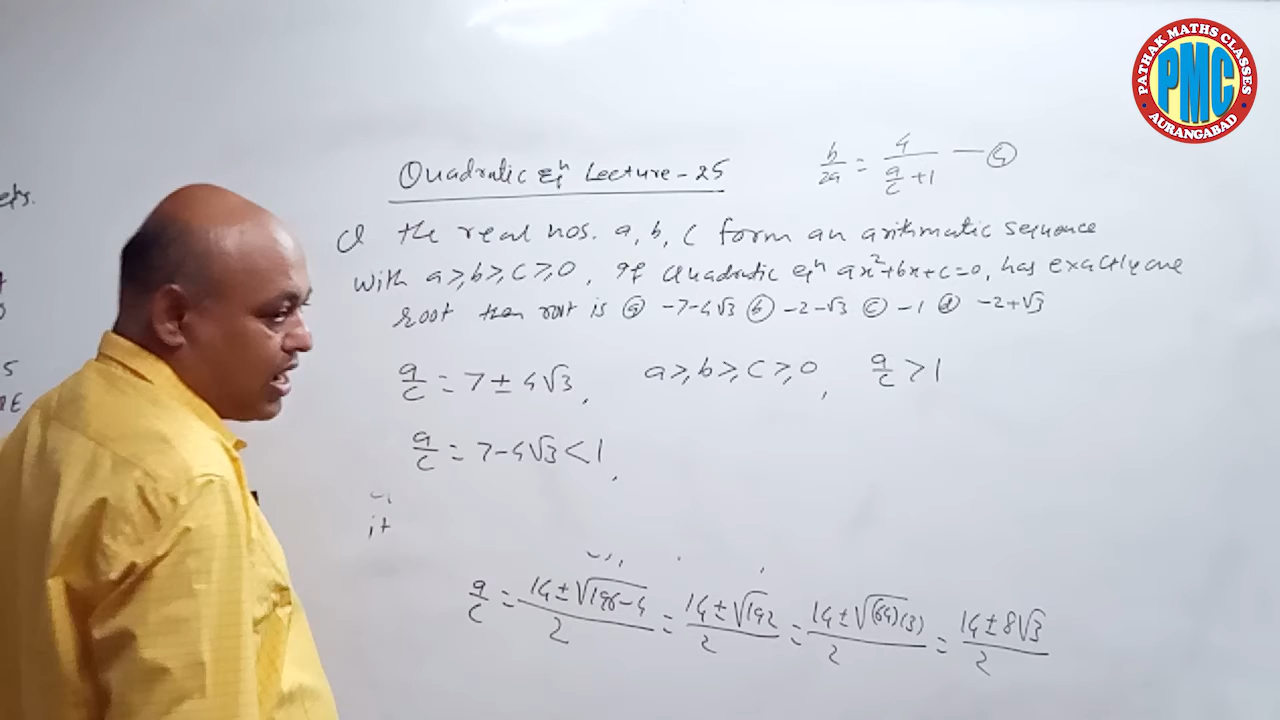 PATHAK MATHS CLASSES
PMC
AURANGABAD
Quadratic Eqⁿ Lecture-25
b/2a = 4/(a/c + 1) — ④
Q the real nos. a, b, c form an arithmatic sequence
with a ≥, b ≥, c ≥, 0, If Quadratic eqⁿ ax²+bx+c=0, has exactly one
root then root is ⓐ -7-4√3 ⓑ -2-√3 ⓒ -1 ⓓ -2+√3
a/c = 7 ± 4√3, a ≥, b ≥, c ≥, 0, a/c > 1
a/c = 7-4√3 < 1,
it
a/c = (14 ± √(196-4))/2 = (14 ± √192)/2 = (14 ± √((64)(3)))/2 = (14 ± 8√3)/2